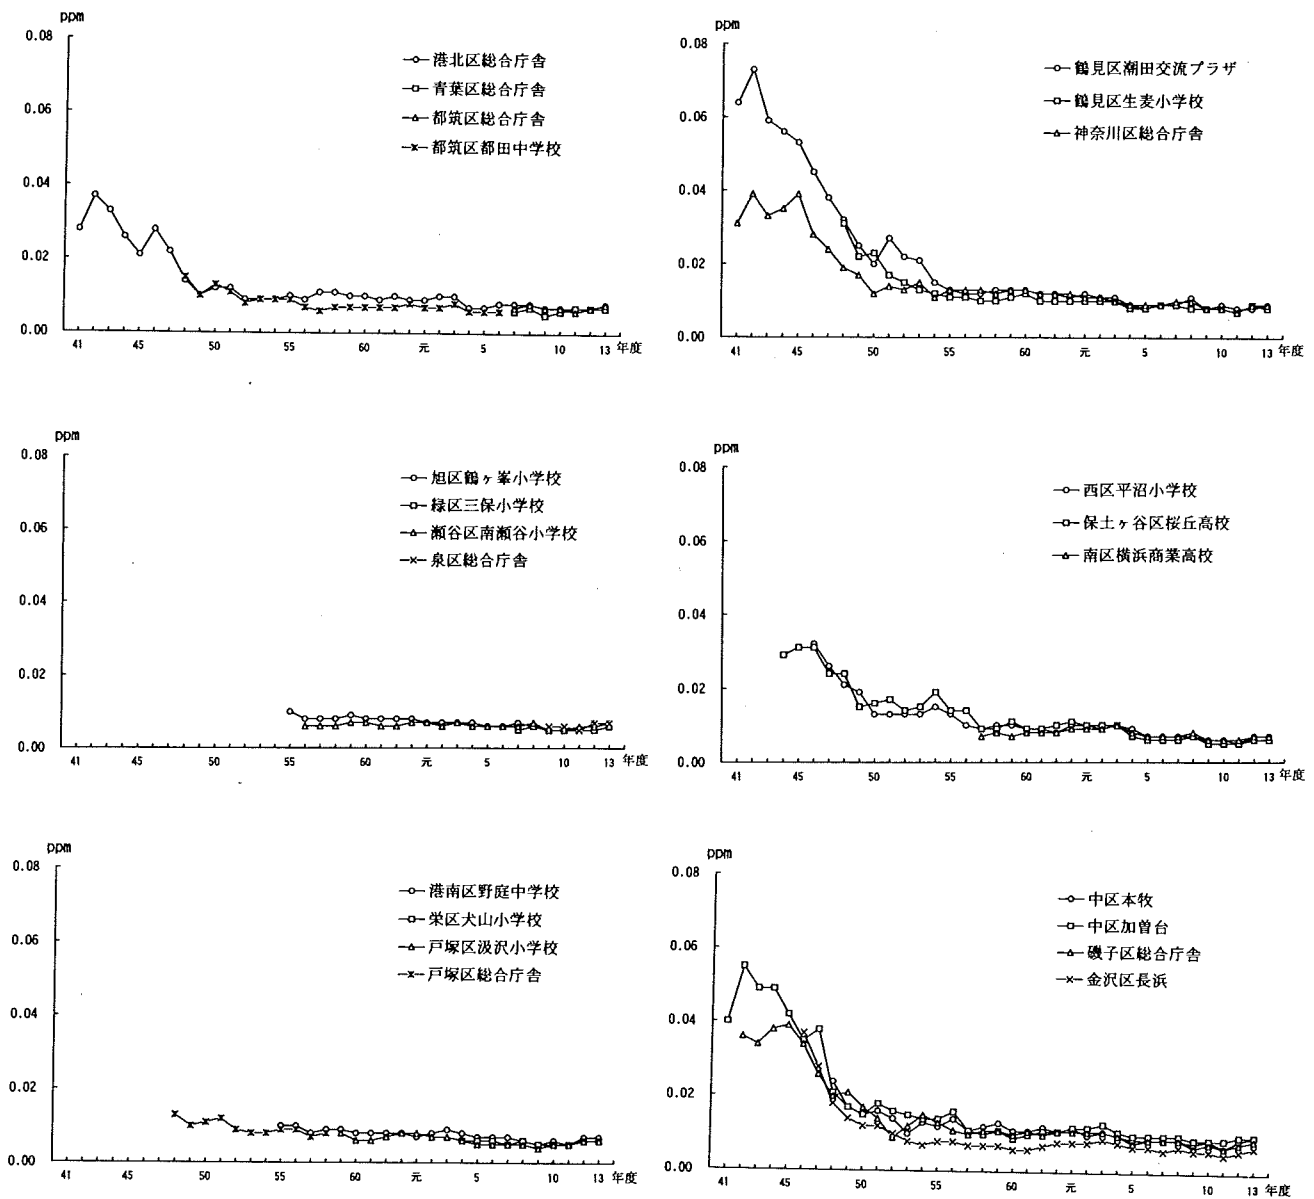 ppm
0.08
0.06
0.04
0.02
0.00
港北区総合庁舎
青葉区総合庁舎
都筑区総合庁舎
都筑区都田中学校
41 45 50 55 60 元 5 10 13 年度
ppm
0.08
0.06
0.04
0.02
0.00
鶴見区潮田交流プラザ
鶴見区生麦小学校
神奈川区総合庁舎
41 45 50 55 60 元 5 10 13 年度
ppm
0.08
0.06
0.04
0.02
0.00
旭区鶴ヶ峯小学校
緑区三保小学校
瀬谷区南瀬谷小学校
泉区総合庁舎
41 45 50 55 60 元 5 10 13 年度
ppm
0.08
0.06
0.04
0.02
0.00
西区平沼小学校
保土ヶ谷区桜丘高校
南区横浜商業高校
41 45 50 55 60 元 5 10 13 年度
ppm
0.08
0.06
0.04
0.02
0.00
港南区野庭中学校
栄区犬山小学校
戸塚区汲沢小学校
戸塚区総合庁舎
41 45 50 55 60 元 5 10 13 年度
ppm
0.08
0.06
0.04
0.02
0.00
中区本牧
中区加曽台
磯子区総合庁舎
金沢区長浜
41 45 50 55 60 元 5 10 13 年度